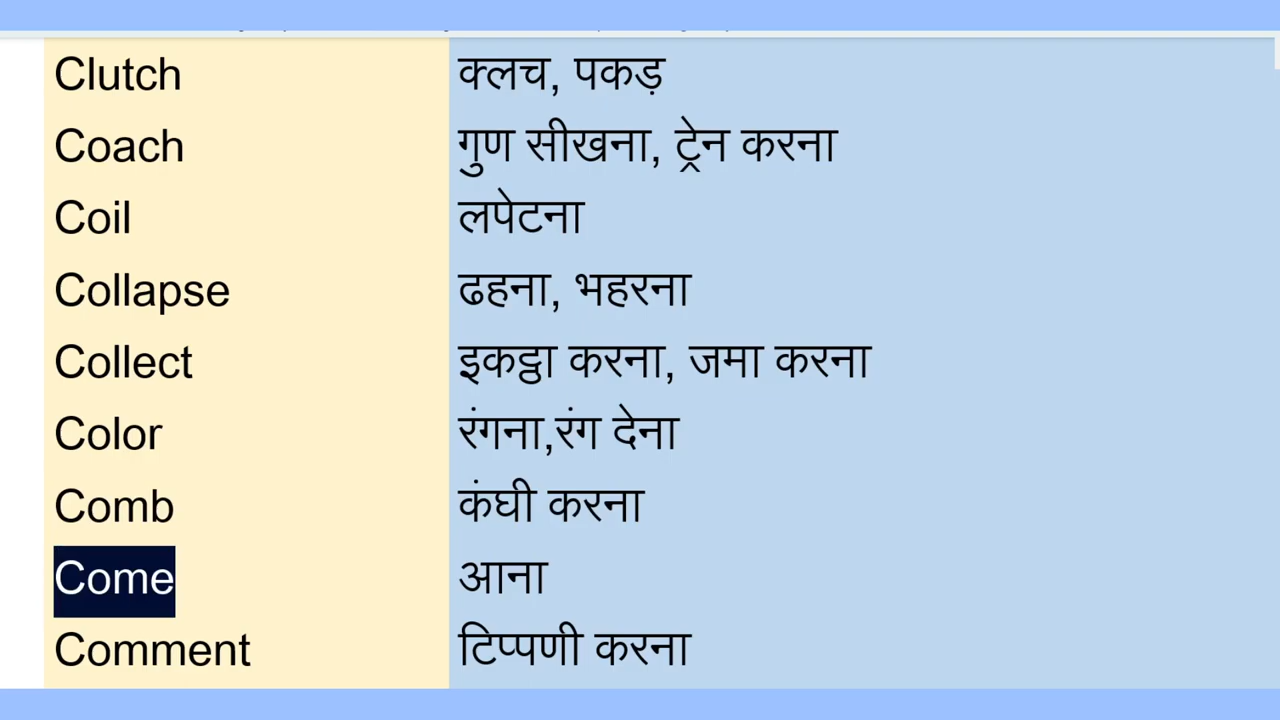 Clutch क्लच, पकड़
Coach गुण सीखना, ट्रेन करना
Coil लपेटना
Collapse ढहना, भहरना
Collect इकट्ठा करना, जमा करना
Color रंगना,रंग देना
Comb कंघी करना
Come आना
Comment टिप्पणी करना